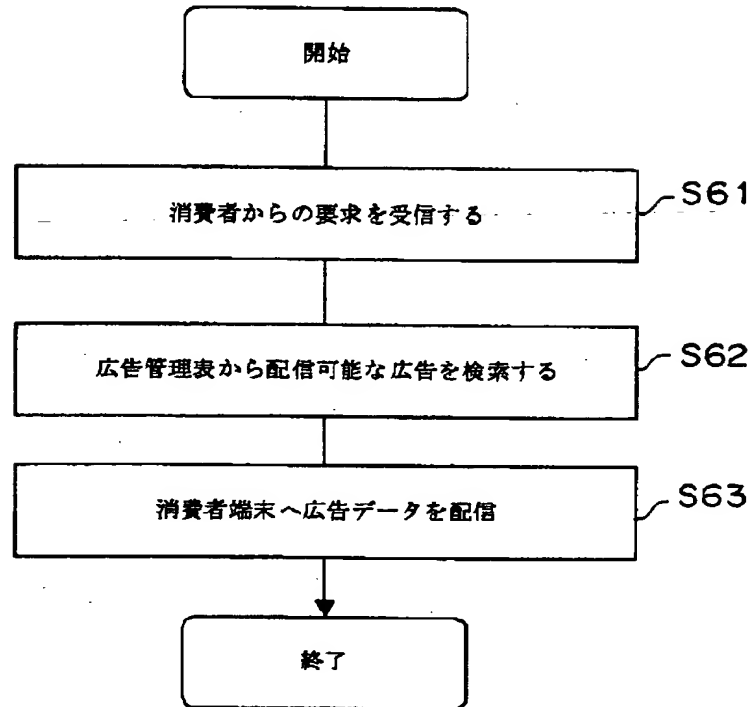 開始
消費者からの要求を受信する
S61
広告管理表から配信可能な広告を検索する
S62
消費者端末へ広告データを配信
S63
終了